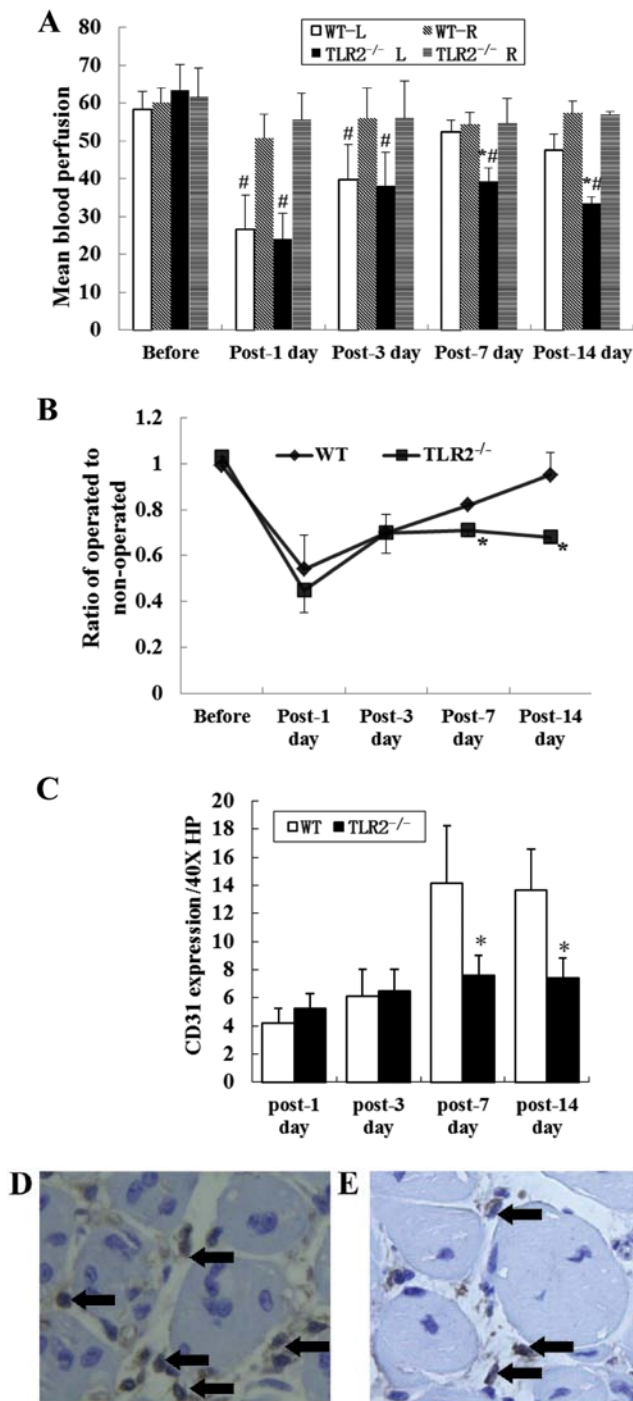 A
WT-L WT-R
TLR2-/- L TLR2-/- R
Mean blood perfusion
80
70
60
50
40
30
20
10
0
#
#
#
#
*#
*#
Before Post-1 day Post-3 day Post-7 day Post-14 day
B
WT TLR2-/-
Ratio of operated to
non-operated
1.2
1
0.8
0.6
0.4
0.2
0
*
*
Before Post-1 day Post-3 day Post-7 day Post-14 day
C
WT TLR2-/-
CD31 expression/40X HP
20
18
16
14
12
10
8
6
4
2
0
*
*
post-1 day post-3 day post-7 day post-14 day
D
E